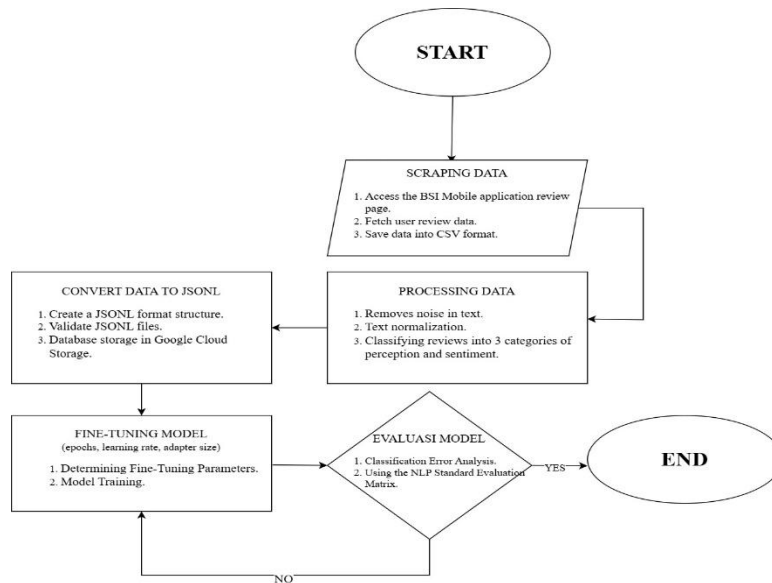 START
SCRAPING DATA
1. Access the BSI Mobile application review
page.
2. Fetch user review data.
3. Save data into CSV format.
PROCESSING DATA
1. Removes noise in text.
2. Text normalization.
3. Classifying reviews into 3 categories of
perception and sentiment.
CONVERT DATA TO JSONL
1. Create a JSONL format structure.
2. Validate JSONL files.
3. Database storage in Google Cloud
Storage.
FINE-TUNING MODEL
(epochs, learning rate, adapter size)
1. Determining Fine-Tuning Parameters.
2. Model Training.
EVALUASI MODEL
1. Classification Error Analysis.
2. Using the NLP Standard Evaluation
Matrix.
YES
END
NO